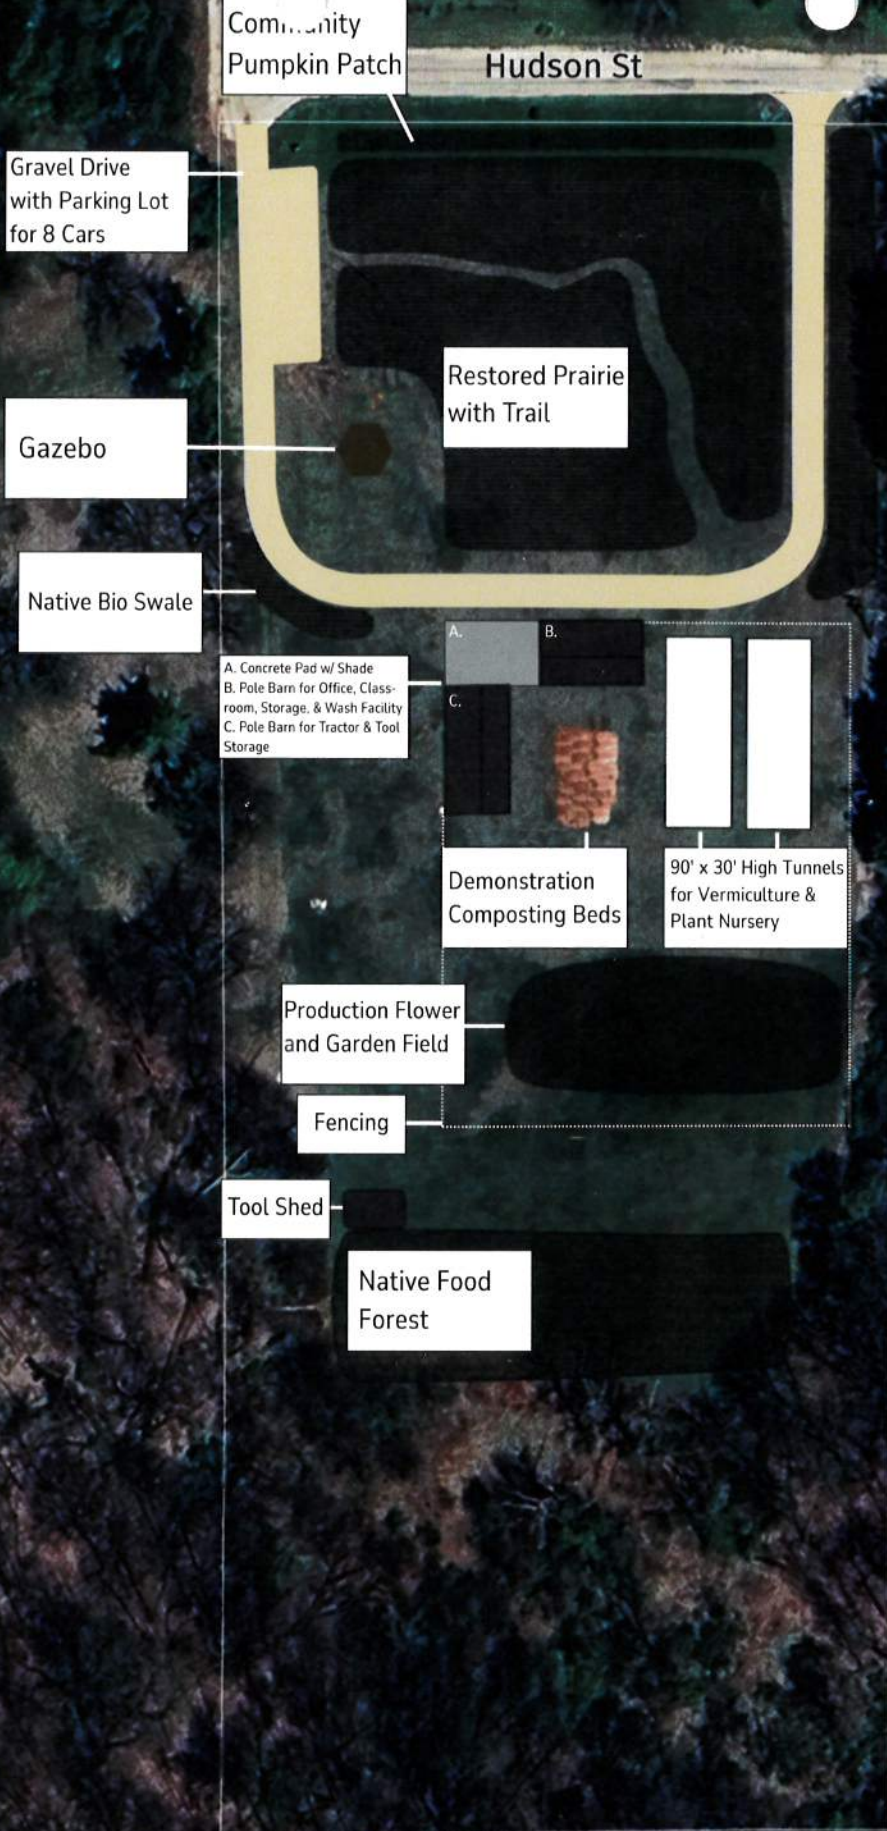 Pumpkin Patch
Hudson St
Gravel Drive
with Parking Lot
for 8 Cars
Restored Prairie
with Trail
Gazebo
Native Bio Swale
A.
B.
C.
A. Concrete Pad w/ Shade
B. Pole Barn for Office, Class-
room, Storage, & Wash Facility
C. Pole Barn for Tractor & Tool
Storage
Demonstration
Composting Beds
90' x 30' High Tunnels
for Vermiculture &
Plant Nursery
Production Flower
and Garden Field
Fencing
Tool Shed
Native Food
Forest